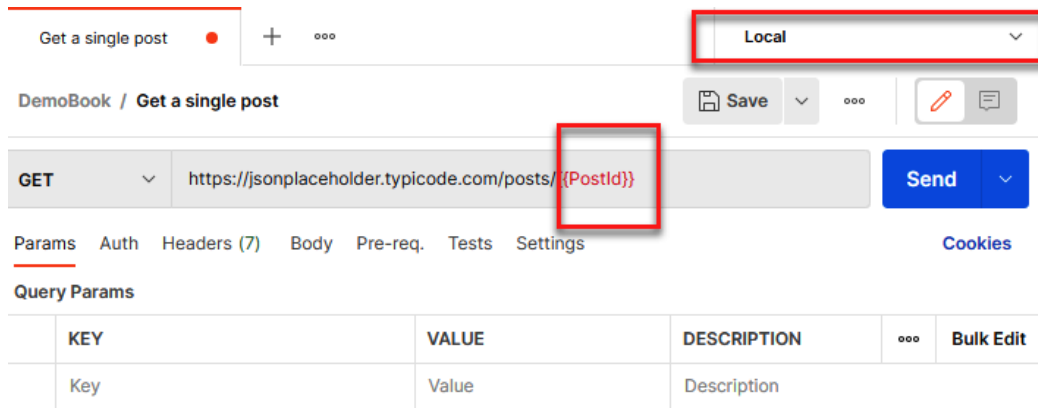 Get a single post
Local
DemoBook / Get a single post
Save
GET https://jsonplaceholder.typicode.com/posts/{{PostId}} Send
Params Auth Headers (7) Body Pre-req. Tests Settings Cookies
Query Params
KEY VALUE DESCRIPTION Bulk Edit
Key Value Description